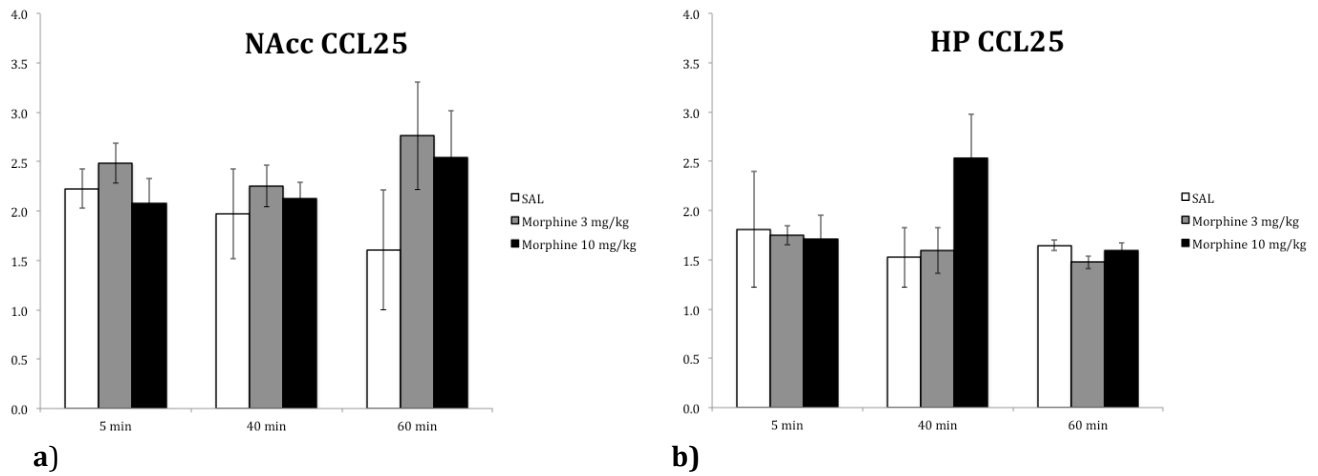 NAcc CCL25
4.0
3.5
3.0
2.5
2.0
1.5
1.0
0.5
0.0
5 min 40 min 60 min
SAL
Morphine 3 mg/kg
Morphine 10 mg/kg
a)
HP CCL25
4.0
3.5
3.0
2.5
2.0
1.5
1.0
0.5
0.0
5 min 40 min 60 min
SAL
Morphine 3 mg/kg
Morphine 10 mg/kg
b)